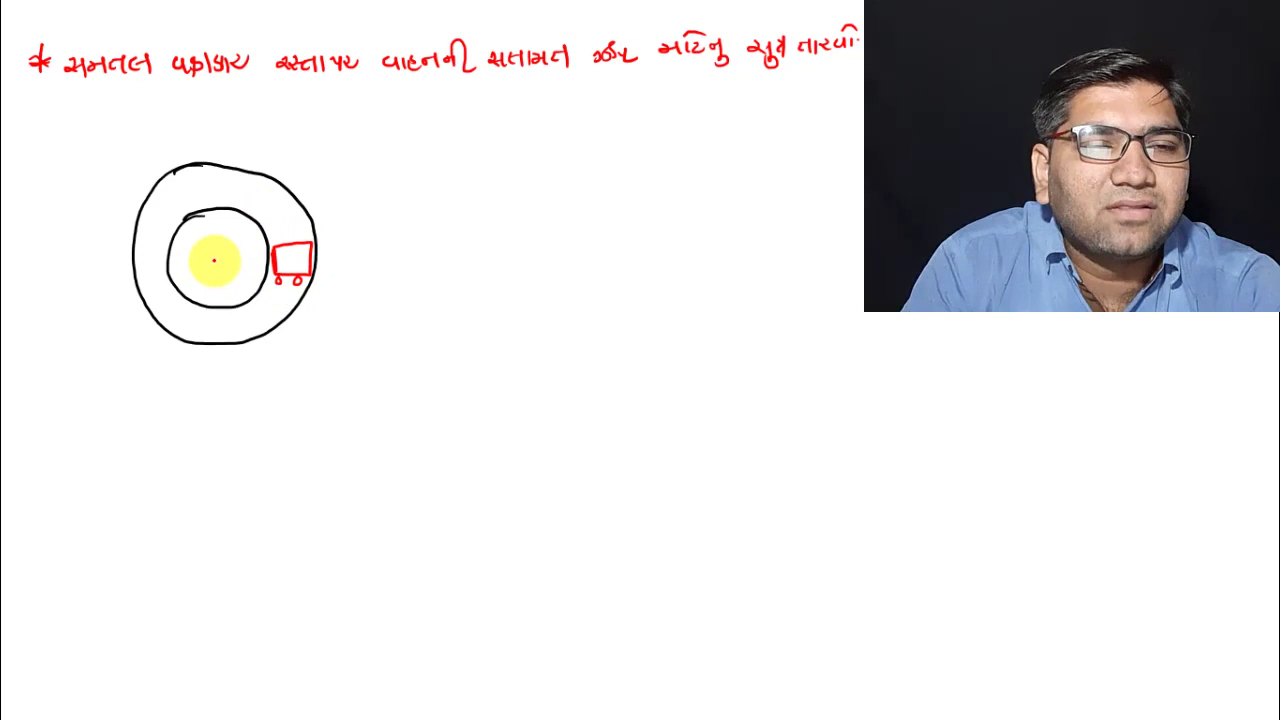 * સમતલ વક્રાકાર રસ્તા પર વાહનની સલામત ઝડપ માટેનુ સૂત્ર તારવો.